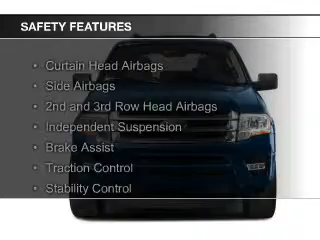 SAFETY FEATURES
• Curtain Head Airbags
• Side Airbags
• 2nd and 3rd Row Head Airbags
• Independent Suspension
• Brake Assist
• Traction Control
• Stability Control